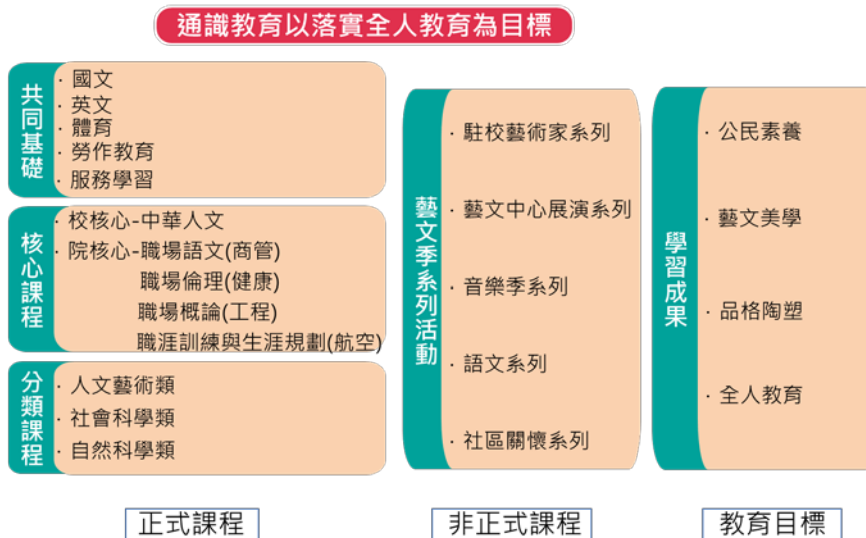 通識教育以落實全人教育為目標
共同基礎
· 國文
· 英文
· 體育
· 勞作教育
· 服務學習
核心課程
· 校核心-中華人文
· 院核心-職場語文(商管)
職場倫理(健康)
職場概論(工程)
職涯訓練與生涯規劃(航空)
分類課程
· 人文藝術類
· 社會科學類
· 自然科學類
正式課程
藝文季系列活動
· 駐校藝術家系列
· 藝文中心展演系列
· 音樂季系列
· 語文系列
· 社區關懷系列
非正式課程
學習成果
· 公民素養
· 藝文美學
· 品格陶塑
· 全人教育
教育目標